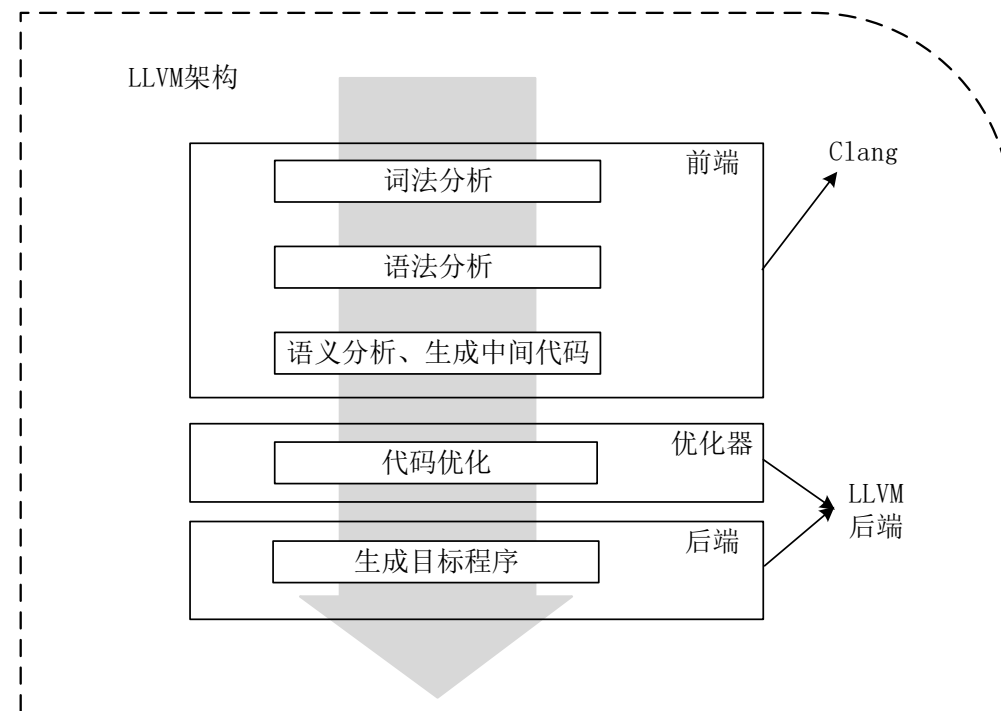 LLVM架构
前端
Clang
词法分析
语法分析
语义分析、生成中间代码
优化器
代码优化
LLVM
后端
后端
生成目标程序